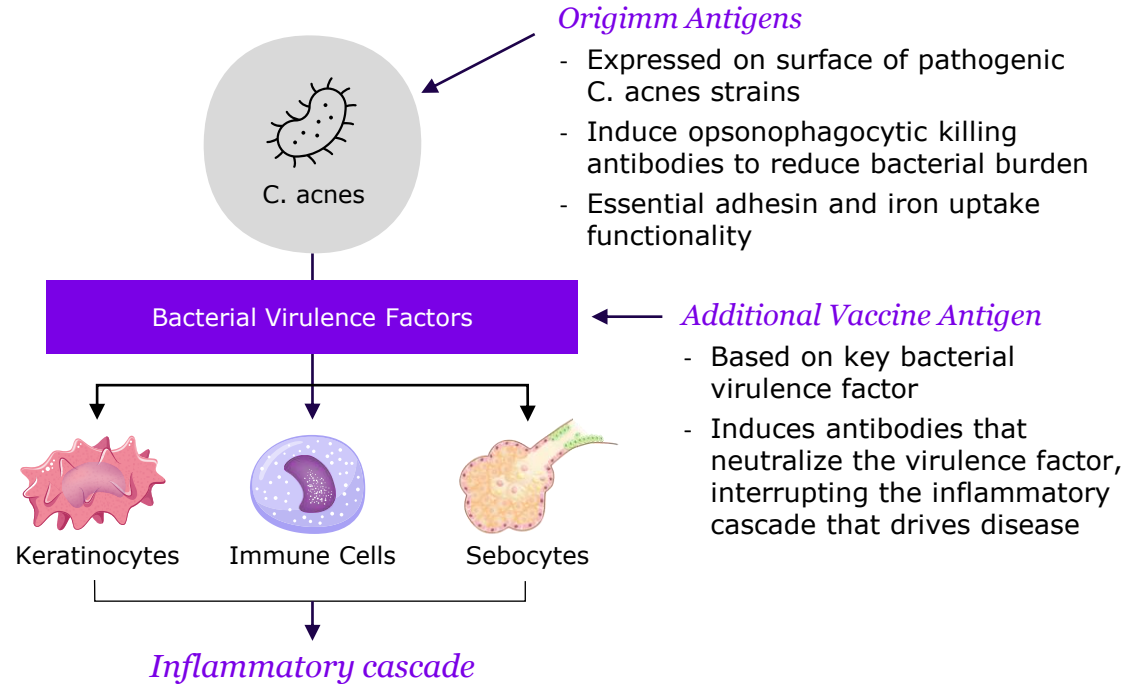 Origimm Antigens
- Expressed on surface of pathogenic
C. acnes strains
- Induce opsonophagocytic killing
antibodies to reduce bacterial burden
- Essential adhesin and iron uptake
functionality
C. acnes
Bacterial Virulence Factors
Additional Vaccine Antigen
- Based on key bacterial
virulence factor
- Induces antibodies that
neutralize the virulence factor,
interrupting the inflammatory
cascade that drives disease
Keratinocytes
Immune Cells
Sebocytes
Inflammatory cascade